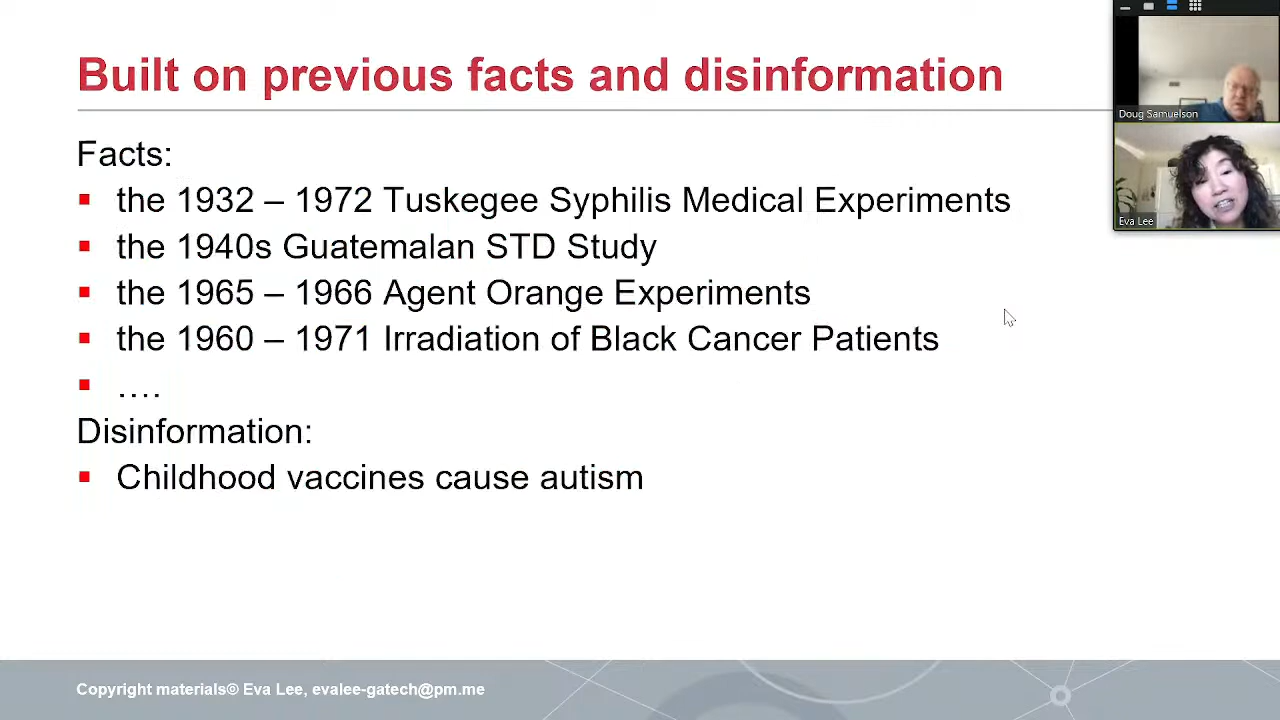 Built on previous facts and disinformation
Facts:
the 1932 – 1972 Tuskegee Syphilis Medical Experiments
the 1940s Guatemalan STD Study
the 1965 – 1966 Agent Orange Experiments
the 1960 – 1971 Irradiation of Black Cancer Patients
....
Disinformation:
Childhood vaccines cause autism
Doug Samuelson
Eva Lee
Copyright materials© Eva Lee, evalee-gatech@pm.me